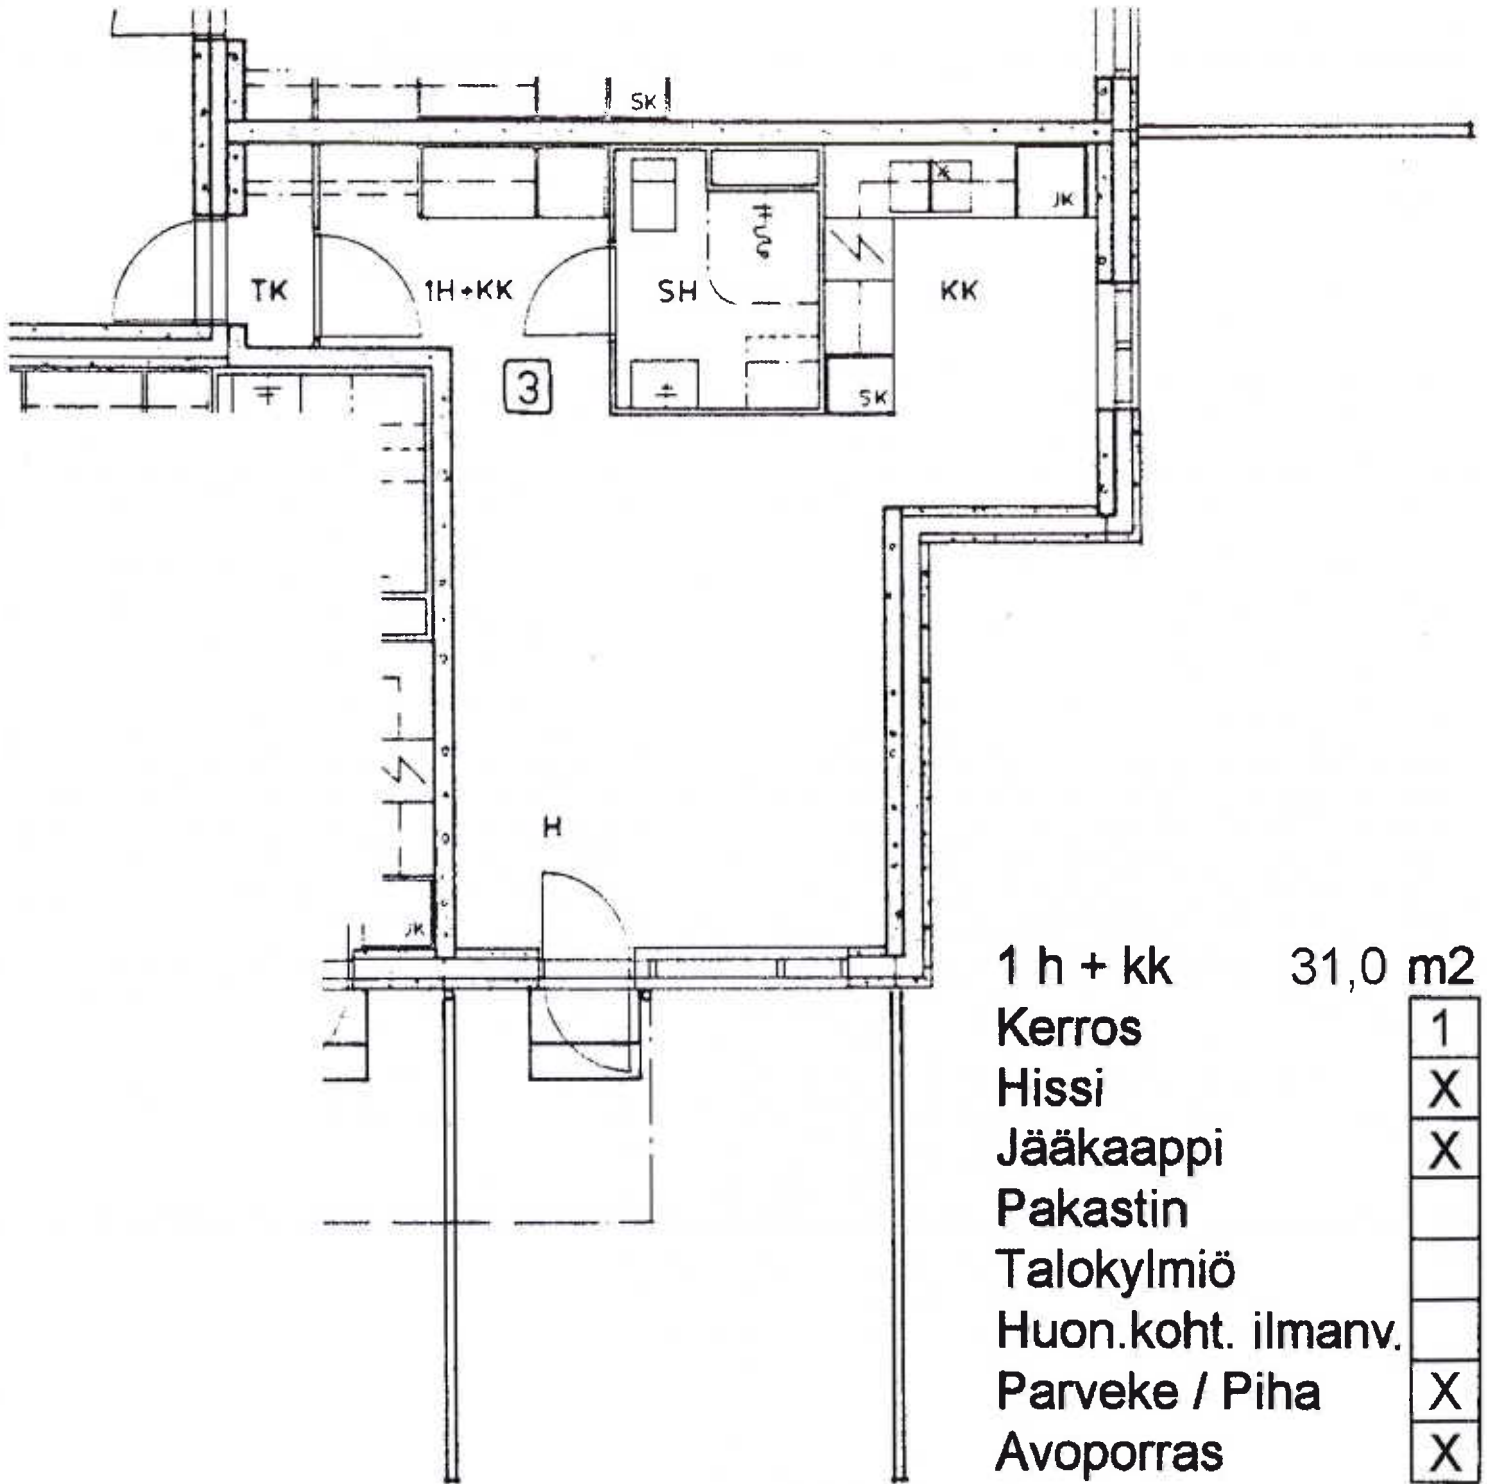 SK
JK
TK
1H+KK
SH
KK
3
SK
H
JK
1 h + kk 31,0 m2
Kerros 1
Hissi X
Jääkaappi X
Pakastin
Talokylmiö
Huon.koht. ilmanv.
Parveke / Piha X
Avoporras X